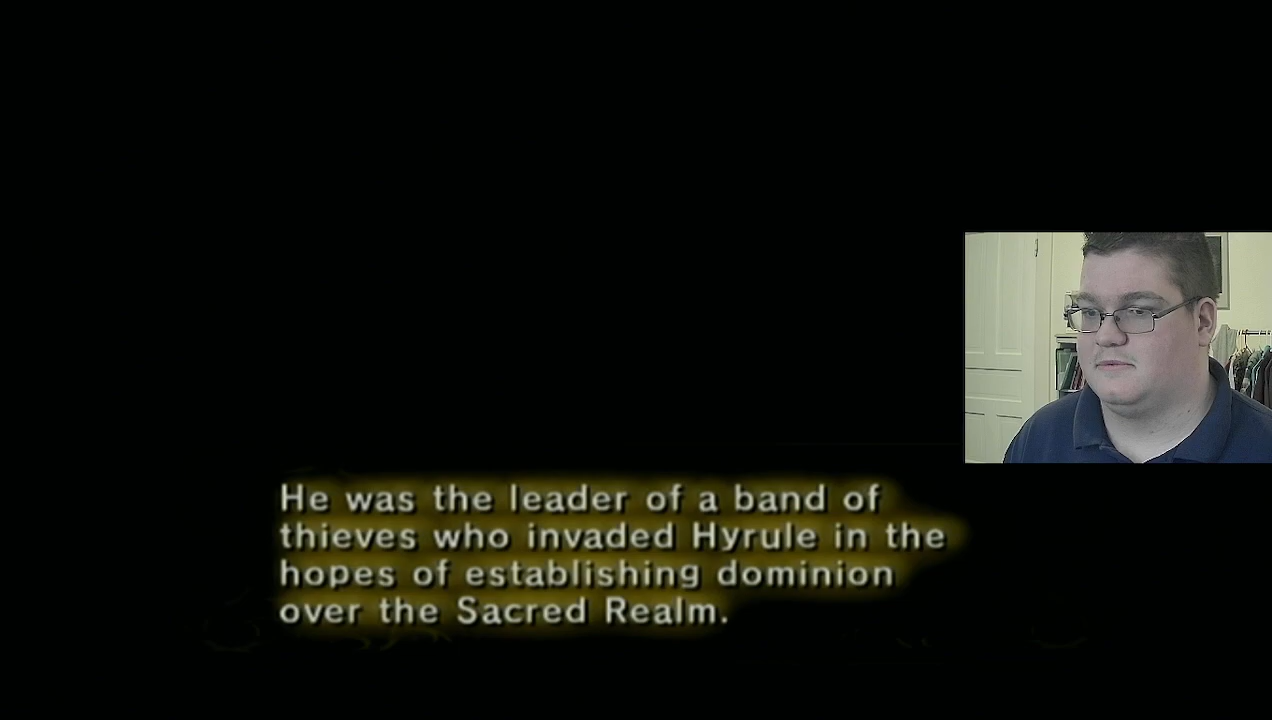 He was the leader of a band of
thieves who invaded Hyrule in the
hopes of establishing dominion
over the Sacred Realm.